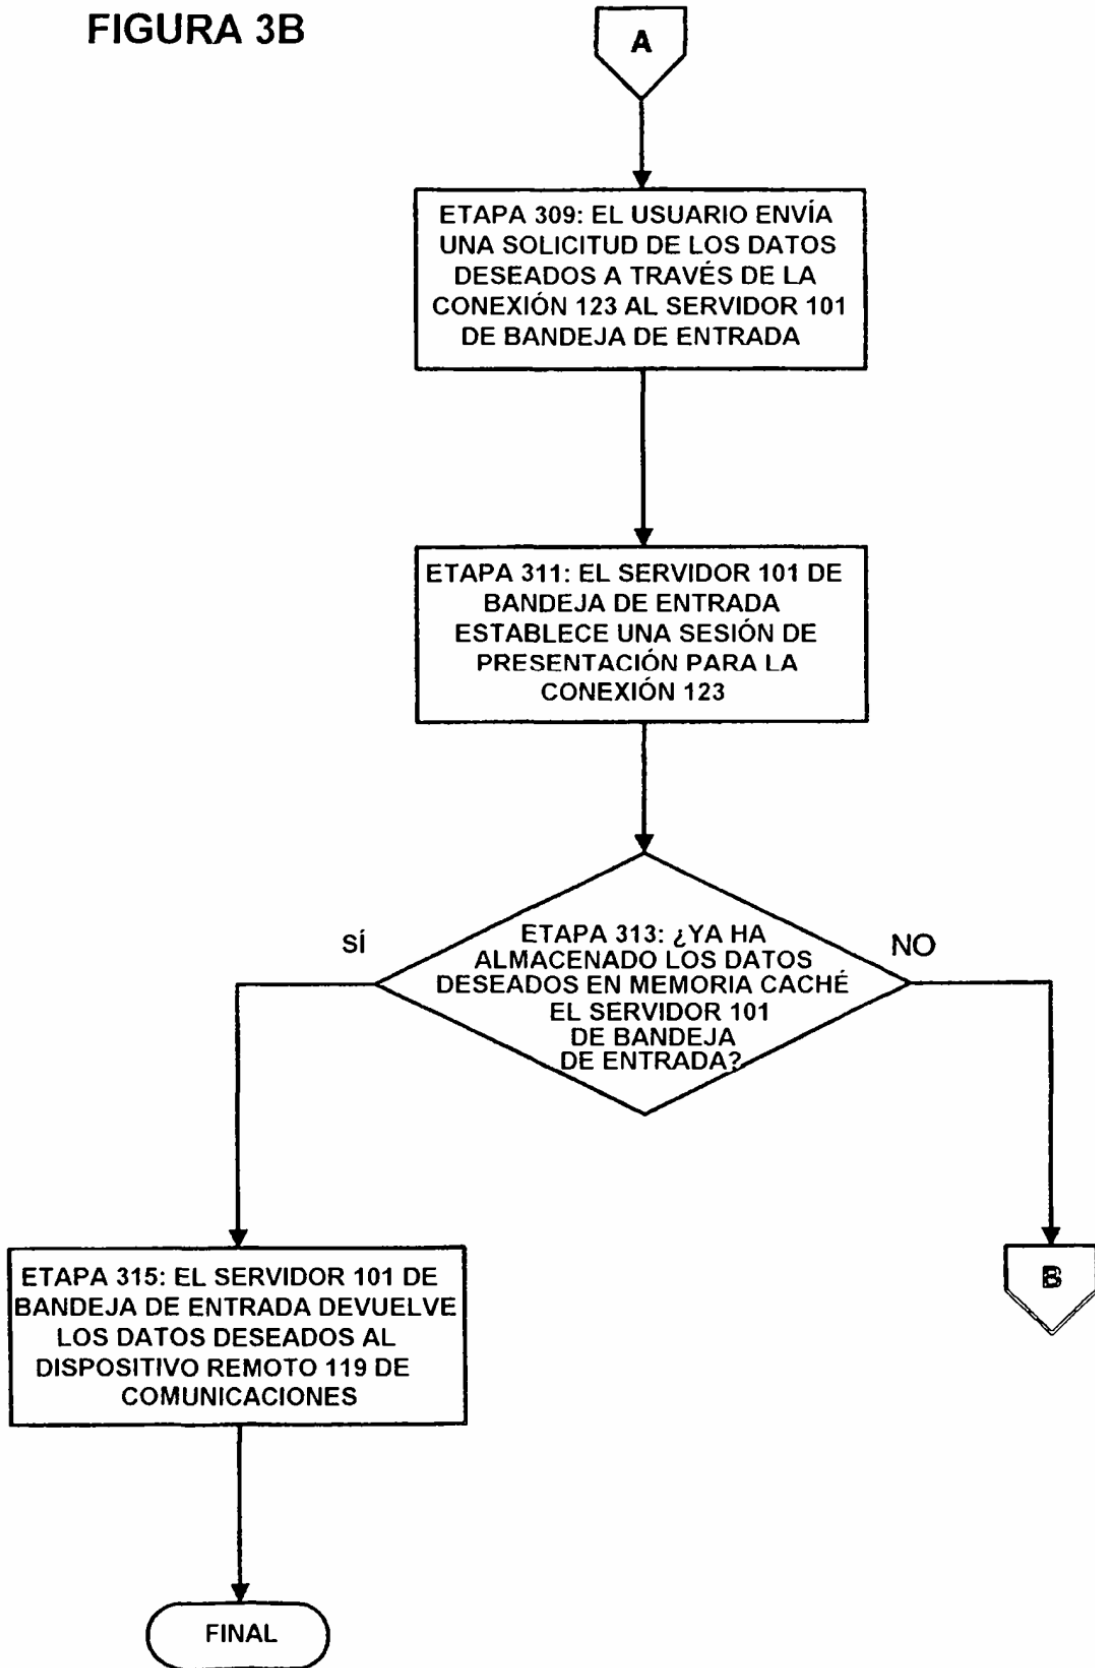 FIGURA 3B
A
ETAPA 309: EL USUARIO ENVÍA
UNA SOLICITUD DE LOS DATOS
DESEADOS A TRAVÉS DE LA
CONEXIÓN 123 AL SERVIDOR 101
DE BANDEJA DE ENTRADA
ETAPA 311: EL SERVIDOR 101 DE
BANDEJA DE ENTRADA
ESTABLECE UNA SESIÓN DE
PRESENTACIÓN PARA LA
CONEXIÓN 123
SÍ
ETAPA 313: ¿YA HA
ALMACENADO LOS DATOS
DESEADOS EN MEMORIA CACHÉ
EL SERVIDOR 101
DE BANDEJA
DE ENTRADA?
NO
ETAPA 315: EL SERVIDOR 101 DE
BANDEJA DE ENTRADA DEVUELVE
LOS DATOS DESEADOS AL
DISPOSITIVO REMOTO 119 DE
COMUNICACIONES
B
FINAL